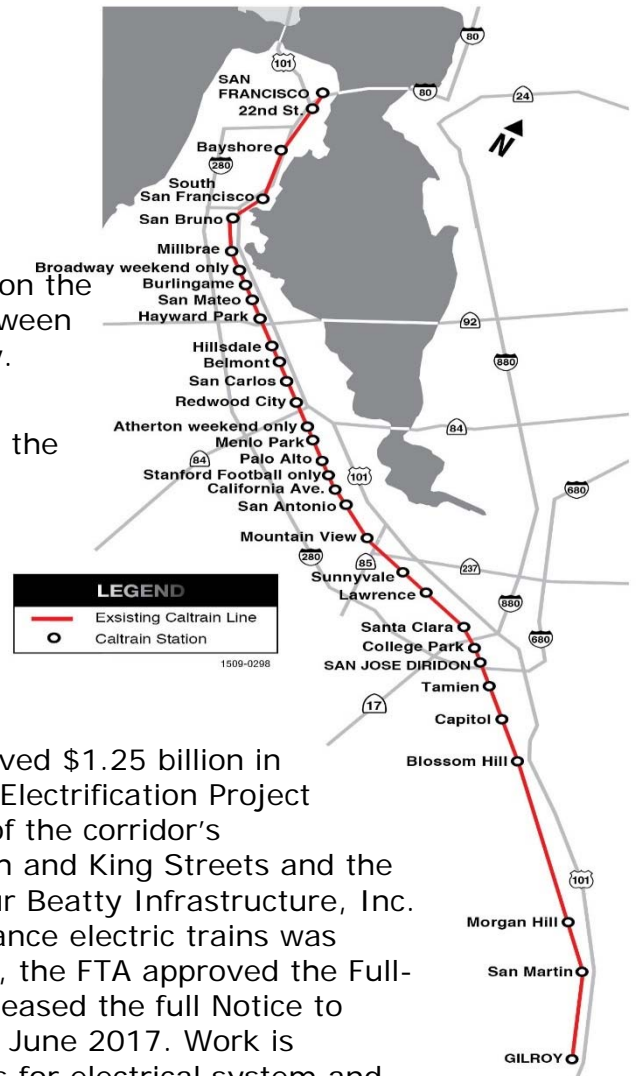 80
101
SAN
FRANCISCO
80
24
22nd St.
N
Bayshore
280
South
San Francisco
San Bruno
Millbrae
on the
Broadway weekend only
Burlingame
San Mateo
ween
Hayward Park
92
Hillsdale
880
Belmont
San Carlos
Redwood City
Atherton weekend only
84
the
Menlo Park
84
Palo Alto
Stanford Football only
101
California Ave.
680
San Antonio
Mountain View
280
85
237
Sunnyvale
LEGEND
Lawrence
880
Exsisting Caltrain Line
Santa Clara
Caltrain Station
College Park
680
1509-0298
SAN JOSE DIRIDON
Tamien
17
Capitol
ved $1.25 billion in
Blossom Hill
Electrification Project
of the corridor's
h and King Streets and the
101
ur Beatty Infrastructure, Inc.
Morgan Hill
ance electric trains was
, the FTA approved the Full-
San Martin
eased the full Notice to
June 2017. Work is
GILROY
s for electrical system and